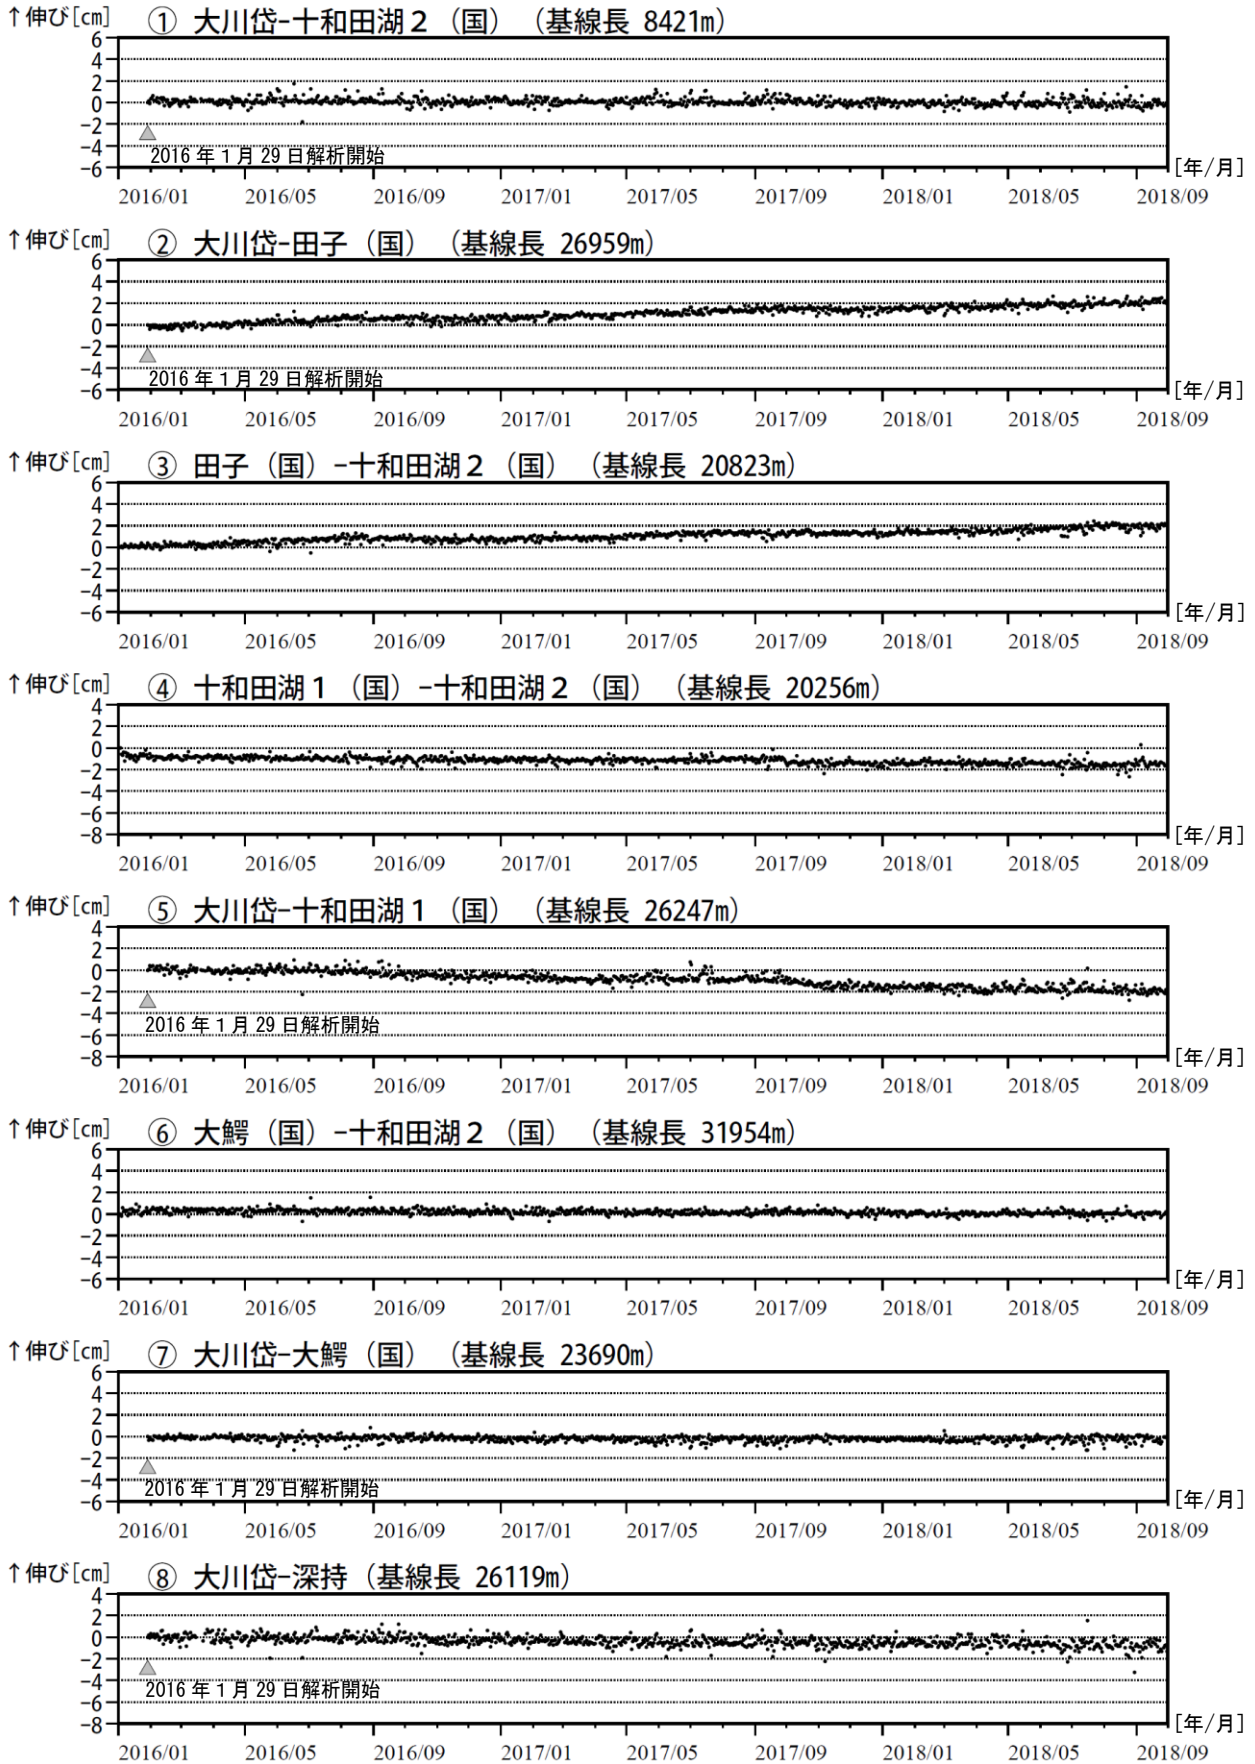 ↑伸び[cm] ① 大川岱-十和田湖２（国）（基線長 8421m）
6
4
2
0
-2
-4
-6
2016年1月29日解析開始
[年/月]
2016/01 2016/05 2016/09 2017/01 2017/05 2017/09 2018/01 2018/05 2018/09
↑伸び[cm] ② 大川岱-田子（国）（基線長 26959m）
6
4
2
0
-2
-4
-6
2016年1月29日解析開始
[年/月]
2016/01 2016/05 2016/09 2017/01 2017/05 2017/09 2018/01 2018/05 2018/09
↑伸び[cm] ③ 田子（国）-十和田湖２（国）（基線長 20823m）
6
4
2
0
-2
-4
-6
[年/月]
2016/01 2016/05 2016/09 2017/01 2017/05 2017/09 2018/01 2018/05 2018/09
↑伸び[cm] ④ 十和田湖１（国）-十和田湖２（国）（基線長 20256m）
4
2
0
-2
-4
-6
-8
[年/月]
2016/01 2016/05 2016/09 2017/01 2017/05 2017/09 2018/01 2018/05 2018/09
↑伸び[cm] ⑤ 大川岱-十和田湖１（国）（基線長 26247m）
4
2
0
-2
-4
-6
-8
2016年1月29日解析開始
[年/月]
2016/01 2016/05 2016/09 2017/01 2017/05 2017/09 2018/01 2018/05 2018/09
↑伸び[cm] ⑥ 大鰐（国）-十和田湖２（国）（基線長 31954m）
6
4
2
0
-2
-4
-6
[年/月]
2016/01 2016/05 2016/09 2017/01 2017/05 2017/09 2018/01 2018/05 2018/09
↑伸び[cm] ⑦ 大川岱-大鰐（国）（基線長 23690m）
6
4
2
0
-2
-4
-6
2016年1月29日解析開始
[年/月]
2016/01 2016/05 2016/09 2017/01 2017/05 2017/09 2018/01 2018/05 2018/09
↑伸び[cm] ⑧ 大川岱-深持（基線長 26119m）
4
2
0
-2
-4
-6
-8
2016年1月29日解析開始
[年/月]
2016/01 2016/05 2016/09 2017/01 2017/05 2017/09 2018/01 2018/05 2018/09